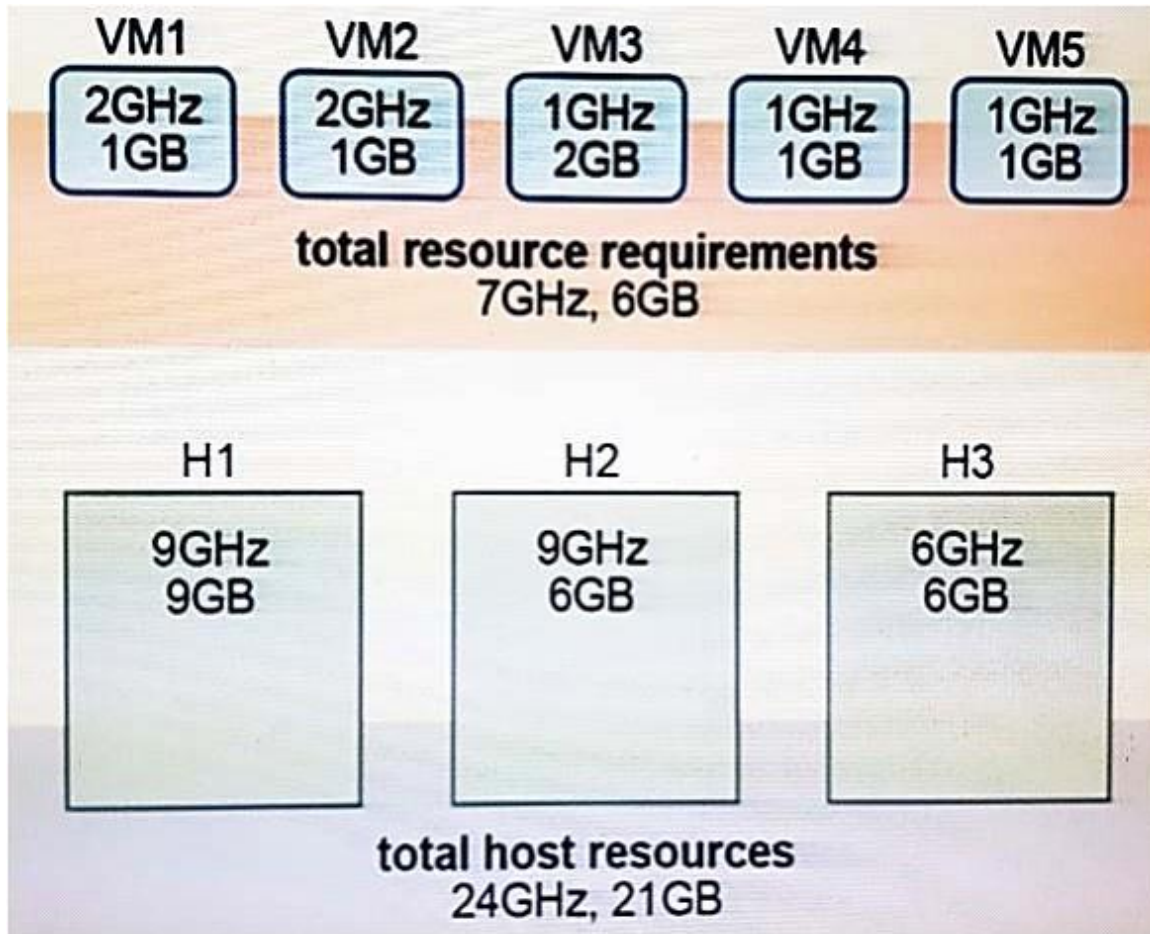 VM1 VM2 VM3 VM4 VM5
2GHz 2GHz 1GHz 1GHz 1GHz
1GB 1GB 2GB 1GB 1GB
total resource requirements
7GHz, 6GB
H1 H2 H3
9GHz 9GHz 6GHz
9GB 6GB 6GB
total host resources
24GHz, 21GB